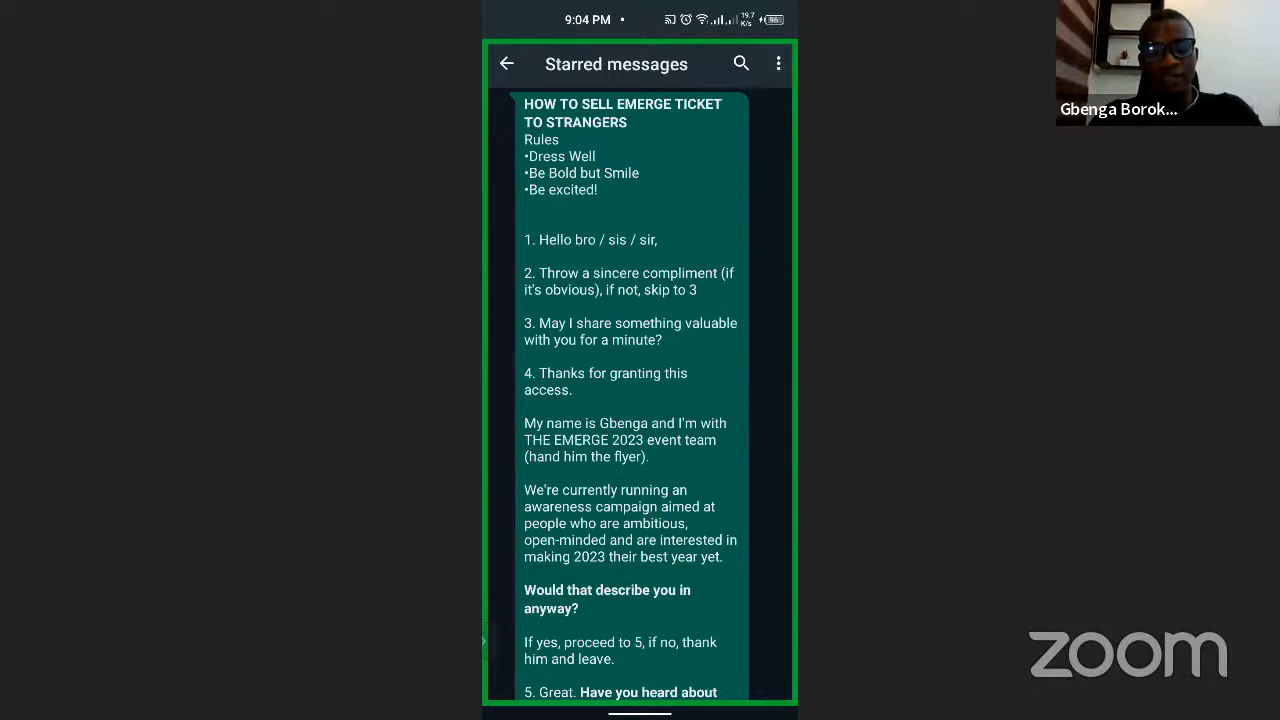 9:04 PM
19.7
K/s
96
Gbenga Borok...
Starred messages
HOW TO SELL EMERGE TICKET
TO STRANGERS
Rules
•Dress Well
•Be Bold but Smile
•Be excited!
1. Hello bro / sis / sir,
2. Throw a sincere compliment (if
it's obvious), if not, skip to 3
3. May I share something valuable
with you for a minute?
4. Thanks for granting this
access.
My name is Gbenga and I'm with
THE EMERGE 2023 event team
(hand him the flyer).
We're currently running an
awareness campaign aimed at
people who are ambitious,
open-minded and are interested in
making 2023 their best year yet.
Would that describe you in
anyway?
If yes, proceed to 5, if no, thank
him and leave.
5. Great. Have you heard about
zoom